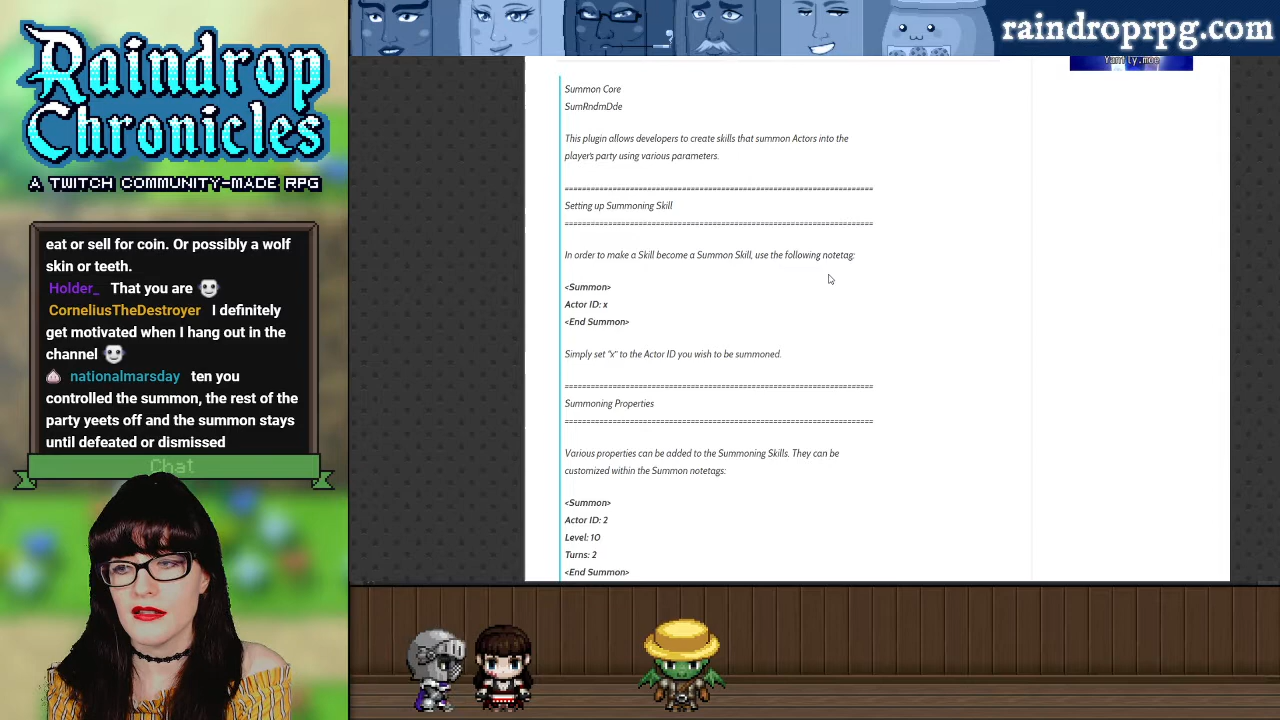 Raindrop
Chronicles
A TWITCH COMMUNITY-MADE RPG
eat or sell for coin. Or possibly a wolf
skin or teeth.
Holder_ That you are
CorneliusTheDestroyer I definitely
get motivated when I hang out in the
channel
nationalmarsday ten you
controlled the summon, the rest of the
party yeets off and the summon stays
until defeated or dismissed
Chat
raindroprpg.com
Yanfly.moe
Summon Core
SumRndmDde
This plugin allows developers to create skills that summon Actors into the
player's party using various parameters.
================================================================================
Setting up Summoning Skill
================================================================================
In order to make a Skill become a Summon Skill, use the following notetag:
<Summon>
Actor ID: x
<End Summon>
Simply set "x" to the Actor ID you wish to be summoned.
================================================================================
Summoning Properties
================================================================================
Various properties can be added to the Summoning Skills. They can be
customized within the Summon notetags:
<Summon>
Actor ID: 2
Level: 10
Turns: 2
<End Summon>